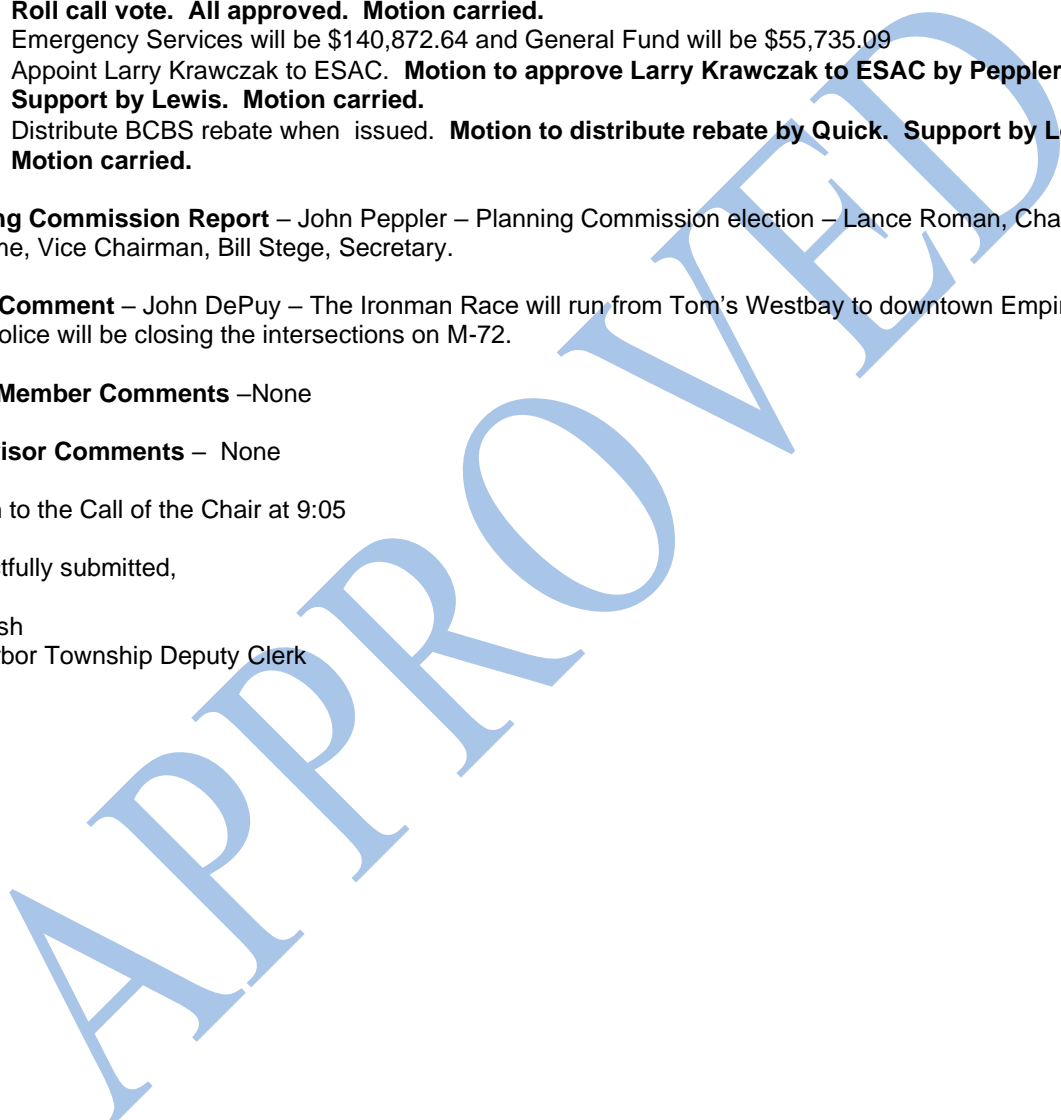 Roll call vote.  All approved.  Motion carried.
Emergency Services will be $140,872.64 and General Fund will be $55,735.09
Appoint Larry Krawczak to ESAC.  Motion to approve Larry Krawczak to ESAC by Peppler
Support by Lewis.  Motion carried.
Distribute BCBS rebate when  issued.  Motion to distribute rebate by Quick.  Support by
Motion carried.
Commission Report – John Peppler – Planning Commission election – Lance Roman,
Vice Chairman, Bill Stege, Secretary.
Comment – John DePuy – The Ironman Race will run from Tom's Westbay to downtown
will be closing the intersections on M-72.
Member Comments –None
Comments –  None
to the Call of the Chair at 9:05
submitted,
Township Deputy Clerk
APPROVED